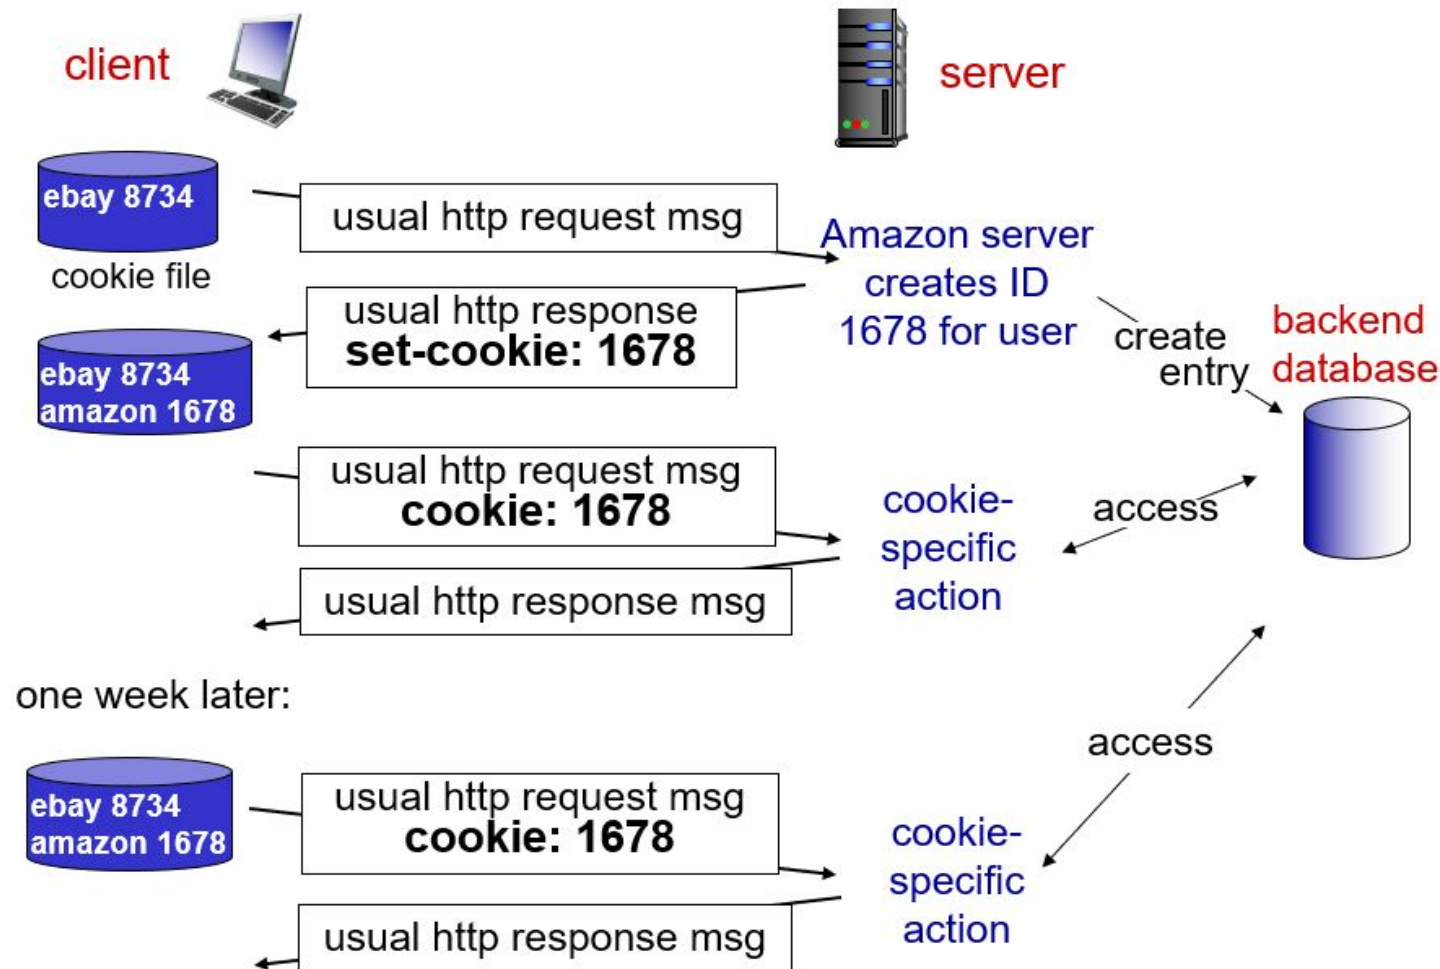 client
server
ebay 8734
cookie file
usual http request msg
Amazon server
creates ID
1678 for user
usual http response
set-cookie: 1678
create
entry
backend
database
ebay 8734
amazon 1678
usual http request msg
cookie: 1678
cookie-
specific
action
access
usual http response msg
one week later:
access
ebay 8734
amazon 1678
usual http request msg
cookie: 1678
cookie-
specific
action
usual http response msg